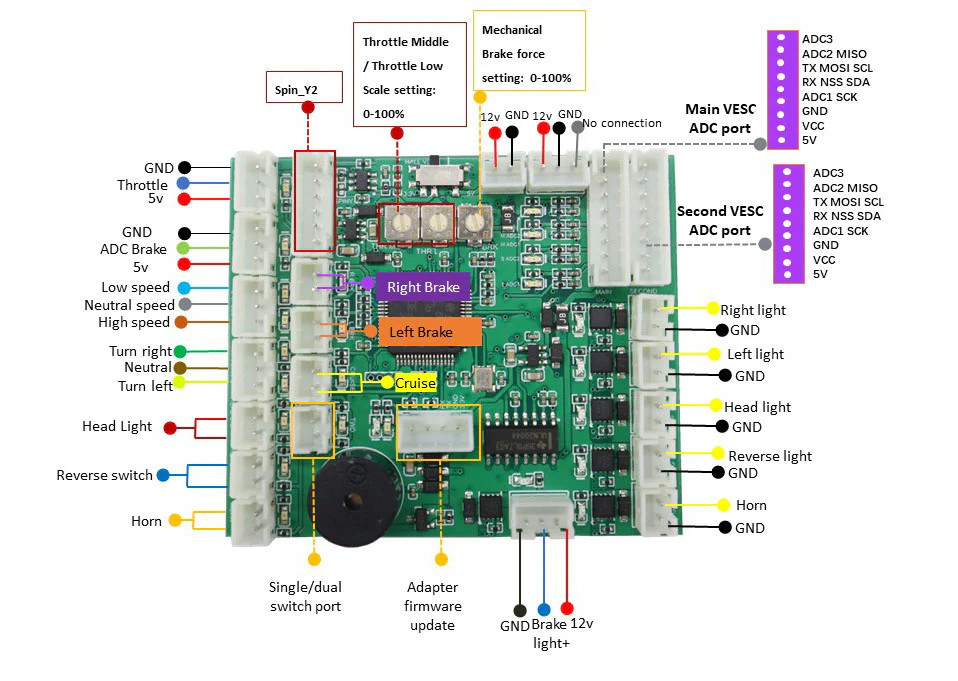 Throttle Middle
/ Throttle Low
Scale setting:
0-100%
Mechanical
Brake force
setting: 0-100%
Spin_Y2
12v GND 12v GND
No connection
Main VESC
ADC port
ADC3
ADC2 MISO
TX MOSI SCL
RX NSS SDA
ADC1 SCK
GND
VCC
5V
Second VESC
ADC port
ADC3
ADC2 MISO
TX MOSI SCL
RX NSS SDA
ADC1 SCK
GND
VCC
5V
GND
Throttle
5v
GND
ADC Brake
5v
Low speed
Neutral speed
High speed
Turn right
Neutral
Turn left
Head Light
Reverse switch
Horn
Right Brake
Left Brake
Cruise
MAIN
SECOND
Right light
GND
Left light
GND
Head light
GND
Reverse light
GND
Horn
GND
Single/dual
switch port
Adapter
firmware
update
GND Brake 12v
light+